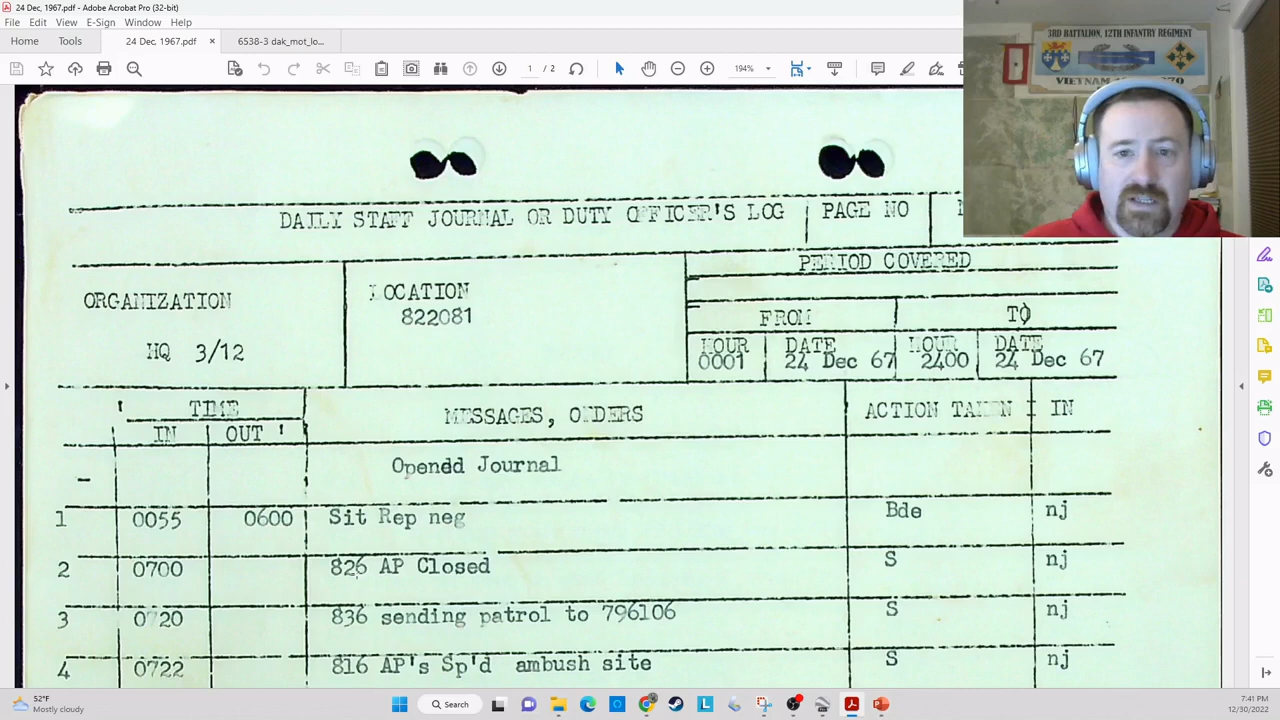 24 Dec, 1967.pdf - Adobe Acrobat Pro (32-bit)
File Edit View E-Sign Window Help
Home Tools 24 Dec, 1967.pdf × 6538-3 dak_mot_lo...
1 / 2 194%
3RD BATTALION, 12TH INFANTRY REGIMENT
DAILY STAFF JOURNAL OR DUTY OFFICER'S LOG PAGE NO
PERIOD COVERED
ORGANIZATION
HQ 3/12
LOCATION
822081
FROM TO
HOUR DATE HOUR DATE
0001 24 Dec 67 2400 24 Dec 67
TIME
IN OUT
MESSAGES, ORDERS
ACTION TAKEN IN
- Opened Journal
1 0055 0600 Sit Rep neg Bde nj
2 0700 826 AP Closed S nj
3 0720 836 sending patrol to 796106 S nj
4 0722 816 AP's Sp'd ambush site S nj
52°F
Mostly cloudy
Search
7:41 PM
12/30/2022